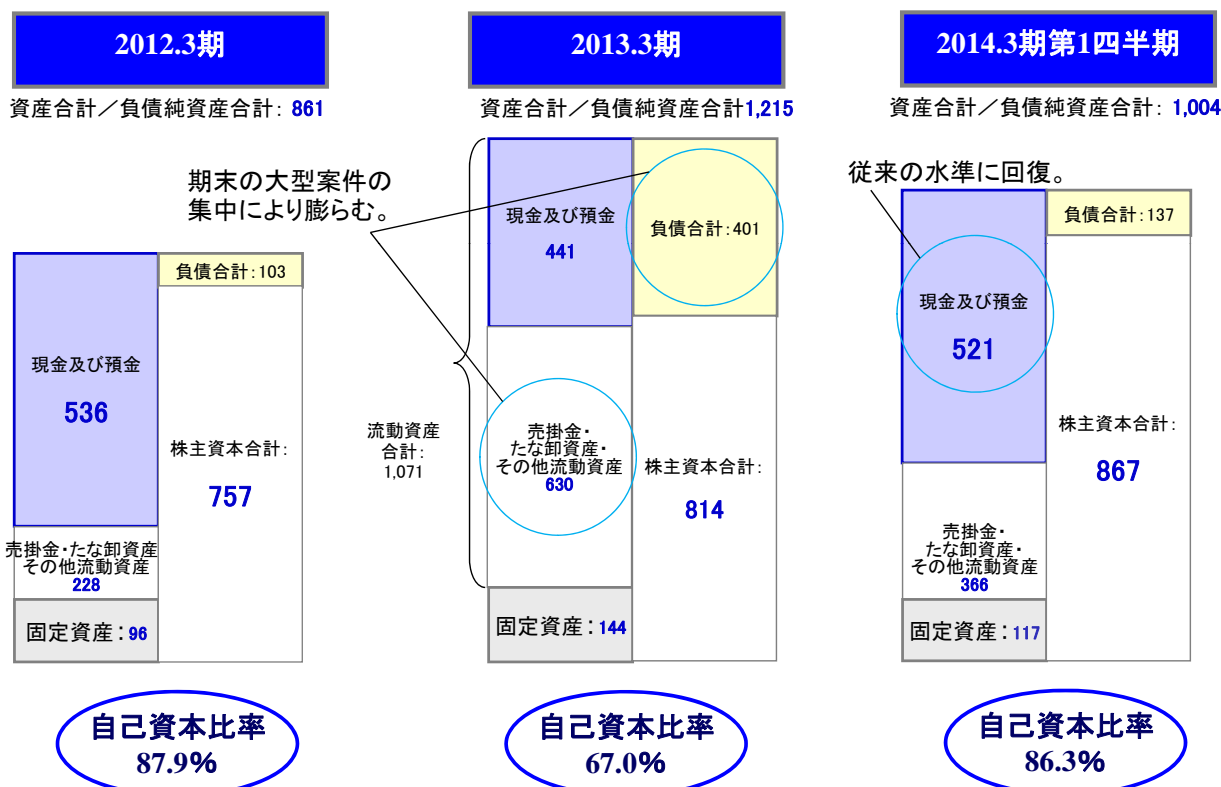 2012.3期
資産合計／負債純資産合計: 861
現金及び預金
536
売掛金・たな卸資産
その他流動資産
228
固定資産：96
負債合計：103
株主資本合計：
757
自己資本比率
87.9%
期末の大型案件の
集中により膨らむ。
2013.3期
資産合計／負債純資産合計1,215
現金及び預金
441
負債合計：401
流動資産
合計：
1,071
売掛金・
たな卸資産・
その他流動資産
630
株主資本合計：
814
固定資産：144
自己資本比率
67.0%
2014.3期第1四半期
資産合計／負債純資産合計: 1,004
従来の水準に回復。
現金及び預金
521
負債合計：137
株主資本合計：
867
売掛金・
たな卸資産・
その他流動資産
366
固定資産：117
自己資本比率
86.3%